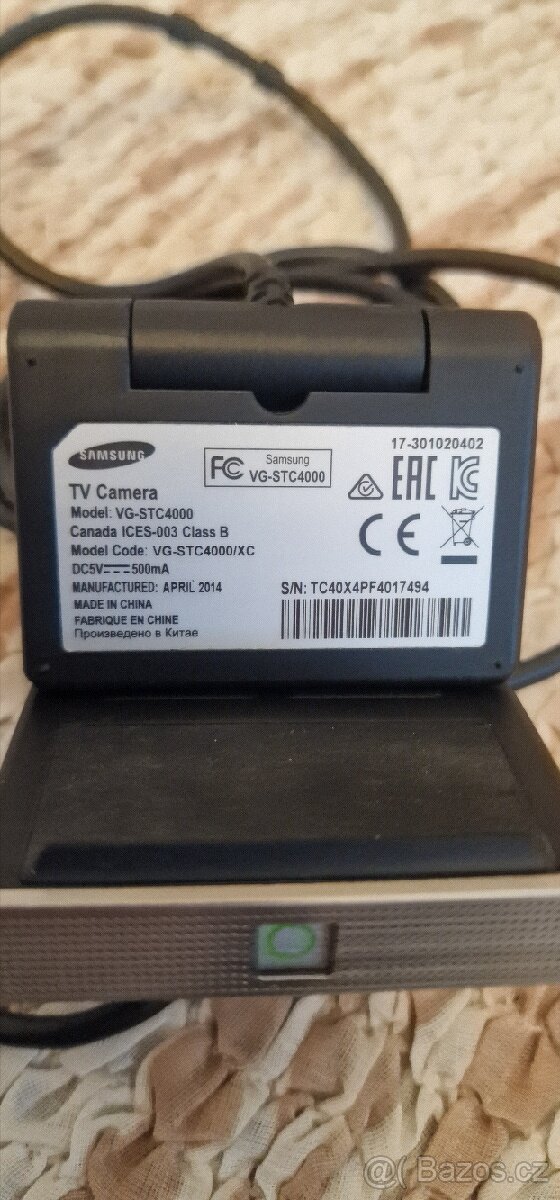 17-301020402
SAMSUNG
FC Samsung
VG-STC4000
EAC
TV Camera
Model: VG-STC4000
Canada ICES-003 Class B
Model Code: VG-STC4000/XC
CE
DC5V 500mA
MANUFACTURED: APRIL 2014
S/N: TC40X4PF4017494
MADE IN CHINA
FABRIQUE EN CHINE
Произведено в Китае
Bazos.cz